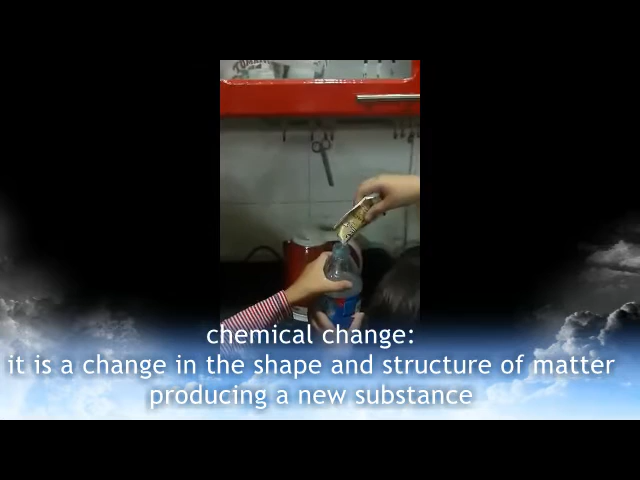 chemical change:
it is a change in the shape and structure of matter
producing a new substance